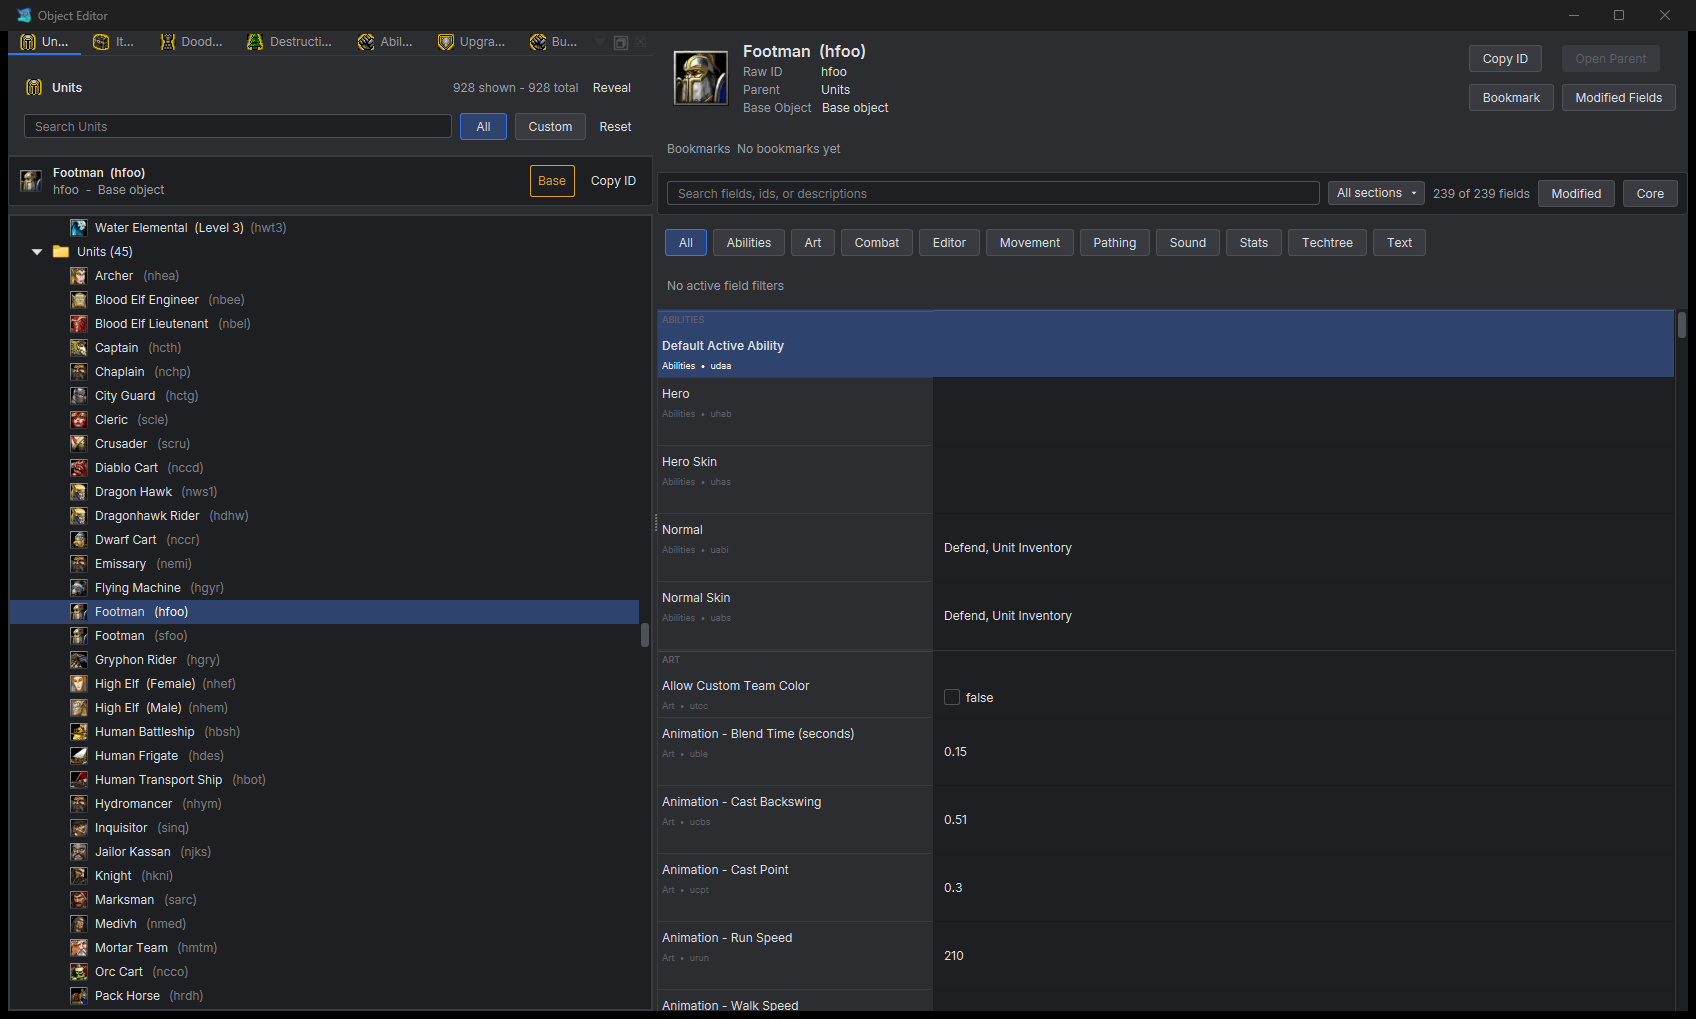 Object Editor
Un...
It...
Dood...
Destructi...
Abil...
Upgra...
Bu...
Units
928 shown - 928 total
Reveal
Search Units
All
Custom
Reset
Footman (hfoo)
hfoo - Base object
Base
Copy ID
Water Elemental (Level 3) (hwt3)
Units (45)
Archer (nhea)
Blood Elf Engineer (nbee)
Blood Elf Lieutenant (nbel)
Captain (hcth)
Chaplain (nchp)
City Guard (hctg)
Cleric (scle)
Crusader (scru)
Diablo Cart (nccd)
Dragon Hawk (nws1)
Dragonhawk Rider (hdhw)
Dwarf Cart (nccr)
Emissary (nemi)
Flying Machine (hgyr)
Footman (hfoo)
Footman (sfoo)
Gryphon Rider (hgry)
High Elf (Female) (nhef)
High Elf (Male) (nhem)
Human Battleship (hbsh)
Human Frigate (hdes)
Human Transport Ship (hbot)
Hydromancer (nhym)
Inquisitor (sinq)
Jailor Kassan (njks)
Knight (hkni)
Marksman (sarc)
Medivh (nmed)
Mortar Team (hmtm)
Orc Cart (ncco)
Pack Horse (hrdh)
Footman (hfoo)
Raw ID hfoo
Parent Units
Base Object Base object
Copy ID
Open Parent
Bookmark
Modified Fields
Bookmarks No bookmarks yet
Search fields, ids, or descriptions
All sections
239 of 239 fields
Modified
Core
All
Abilities
Art
Combat
Editor
Movement
Pathing
Sound
Stats
Techtree
Text
No active field filters
ABILITIES
Default Active Ability
Abilities • udaa
Hero
Abilities • uhab
Hero Skin
Abilities • uhas
Normal
Abilities • uabi
Defend, Unit Inventory
Normal Skin
Abilities • uabs
Defend, Unit Inventory
ART
Allow Custom Team Color
Art • utcc
false
Animation - Blend Time (seconds)
Art • uble
0.15
Animation - Cast Backswing
Art • ucbs
0.51
Animation - Cast Point
Art • ucpt
0.3
Animation - Run Speed
Art • urun
210
Animation - Walk Speed